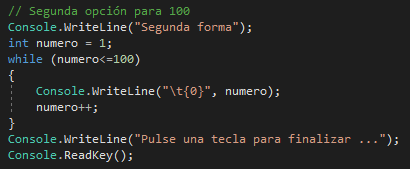 // Segunda opción para 100
Console.WriteLine("Segunda forma");
int numero = 1;
while (numero<=100)
{
    Console.WriteLine("\t{0}", numero);
    numero++;
}
Console.WriteLine("Pulse una tecla para finalizar ...");
Console.ReadKey();